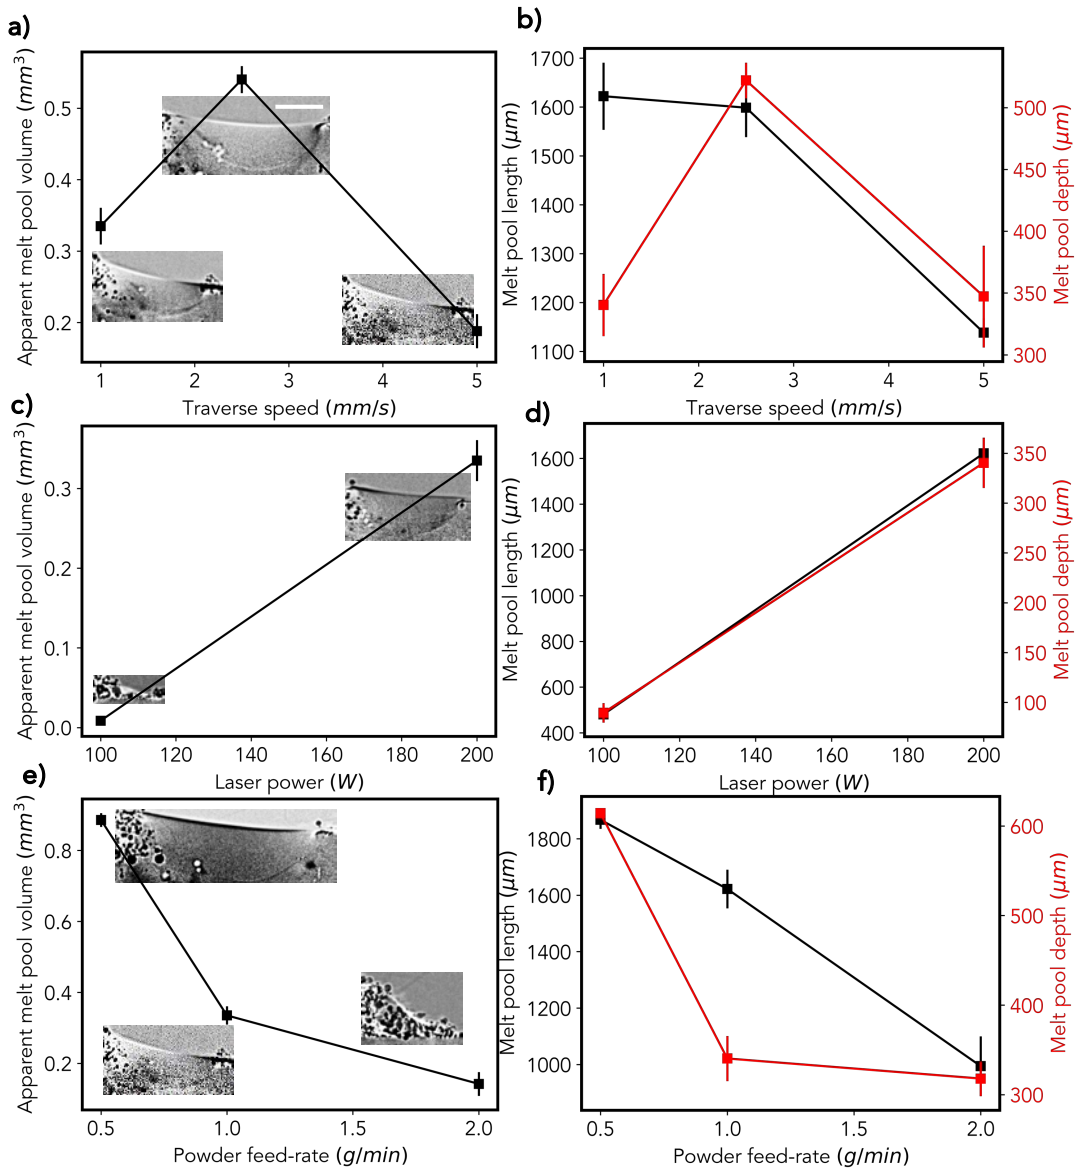 a)
Apparent melt pool volume (mm³)
0.5
0.4
0.3
0.2
1 2 3 4 5
Traverse speed (mm/s)
b)
Melt pool length (μm)
1700
1600
1500
1400
1300
1200
1100
Melt pool depth (μm)
500
450
400
350
300
1 2 3 4 5
Traverse speed (mm/s)
c)
Apparent melt pool volume (mm³)
0.3
0.2
0.1
0.0
100 120 140 160 180 200
Laser power (W)
d)
Melt pool length (μm)
1600
1400
1200
1000
800
600
400
Melt pool depth (μm)
350
300
250
200
150
100
100 120 140 160 180 200
Laser power (W)
e)
Apparent melt pool volume (mm³)
0.8
0.6
0.4
0.2
0.5 1.0 1.5 2.0
Powder feed-rate (g/min)
f)
Melt pool length (μm)
1800
1600
1400
1200
1000
Melt pool depth (μm)
600
500
400
300
0.5 1.0 1.5 2.0
Powder feed-rate (g/min)